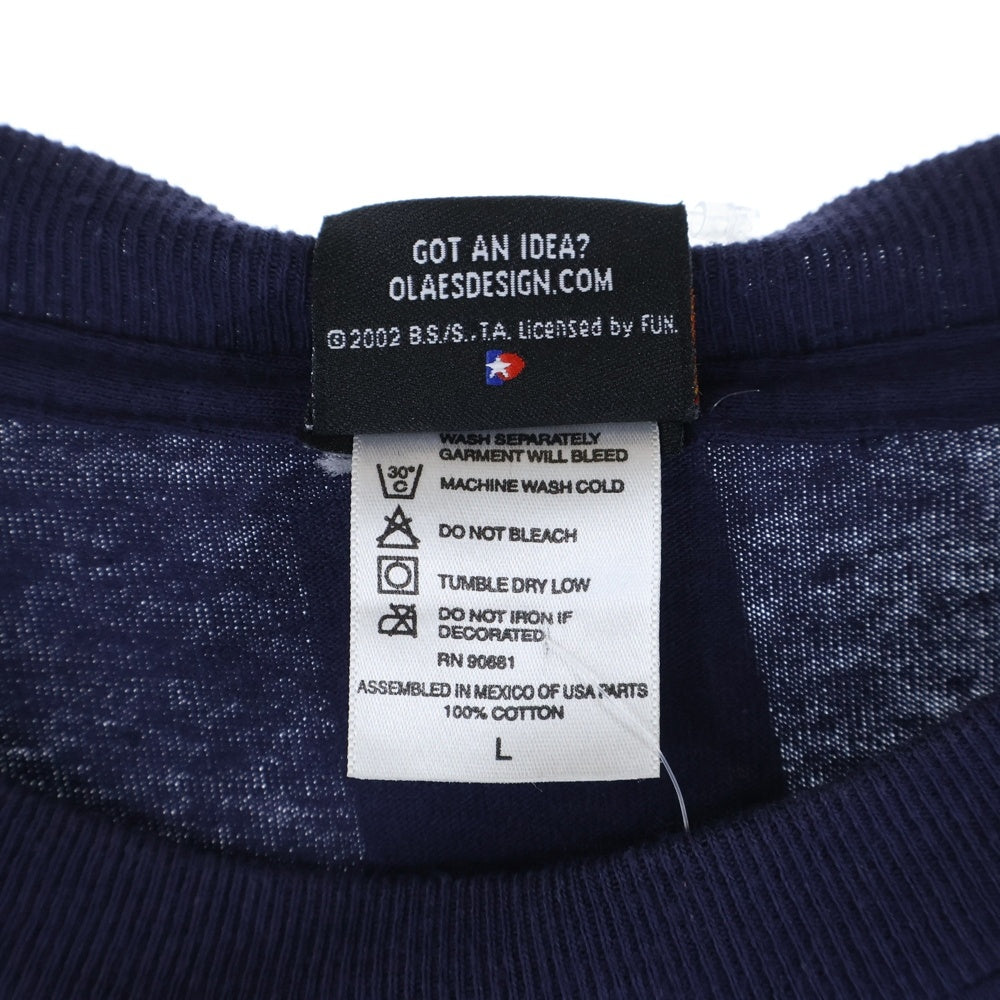 GOT AN IDEA?
OLAESDESIGN.COM
©2002 B.S./S.,T.A. Licensed by FUN.
WASH SEPARATELY
GARMENT WILL BLEED
30°
C
MACHINE WASH COLD
DO NOT BLEACH
TUMBLE DRY LOW
DO NOT IRON IF
DECORATED
RN 90661
ASSEMBLED IN MEXICO OF USA PARTS
100% COTTON
L